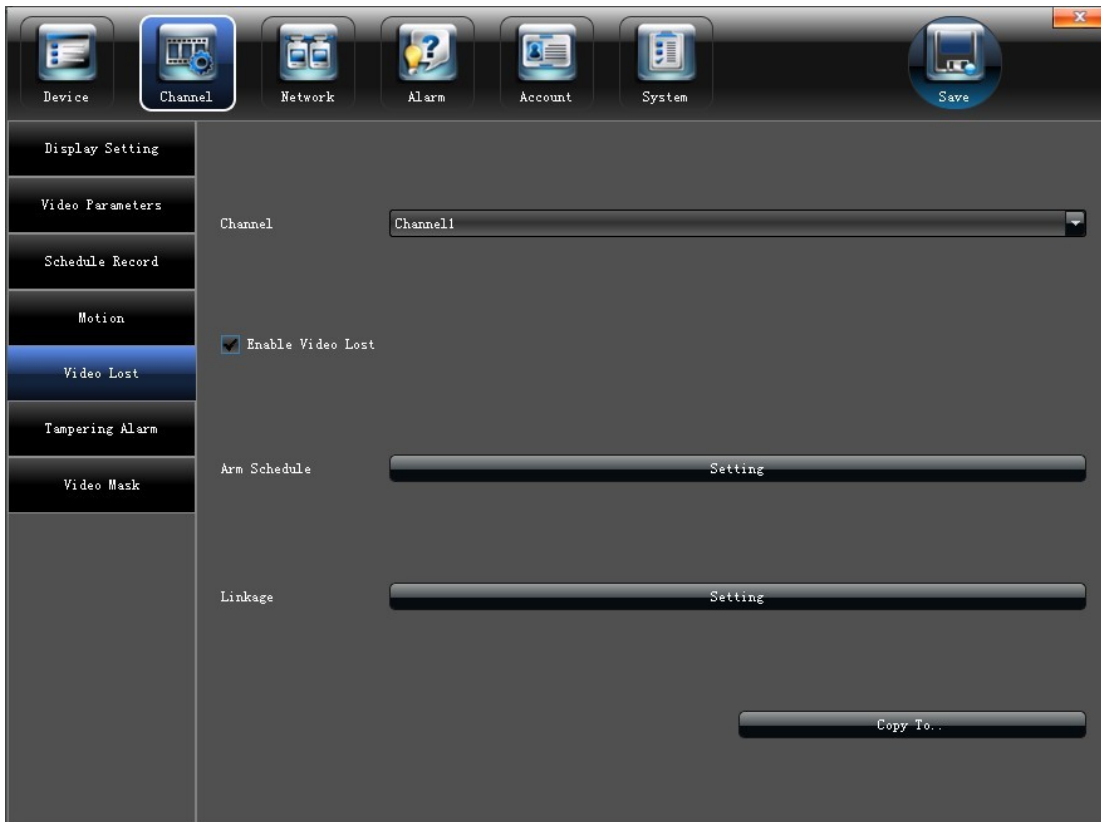 Device Channel Network Alarm Account System Save
Display Setting
Video Parameters
Channel Channel1
Schedule Record
Motion
Enable Video Lost
Video Lost
Tampering Alarm
Arm Schedule Setting
Video Mask
Linkage Setting
Copy To..